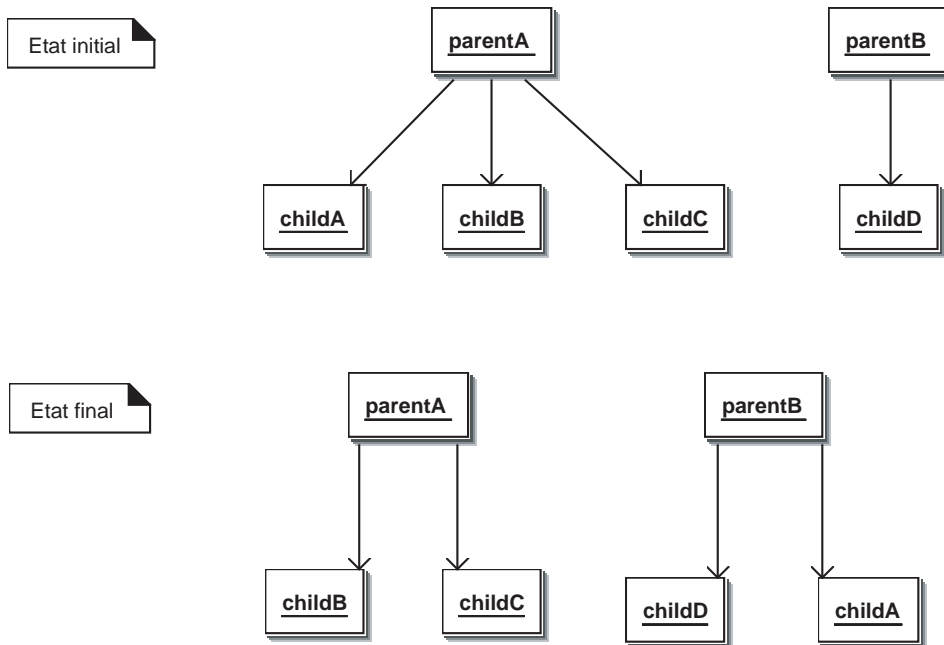 Etat initial
parentA
parentB
childA
childB
childC
childD
Etat final
parentA
parentB
childB
childC
childD
childA